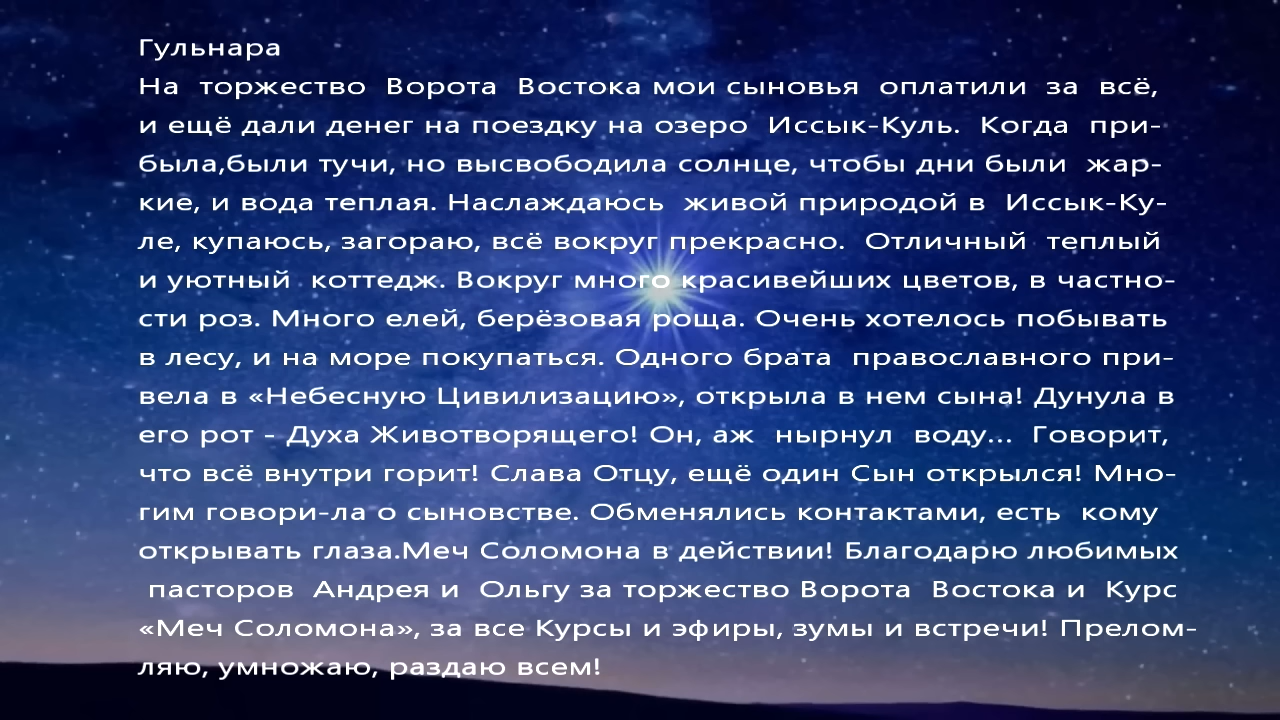 Гульнара
На торжество Ворота Востока мои сыновья оплатили за всё,
и ещё дали денег на поездку на озеро Иссык-Куль. Когда при-
была,были тучи, но высвободила солнце, чтобы дни были жар-
кие, и вода теплая. Наслаждаюсь живой природой в Иссык-Ку-
ле, купаюсь, загораю, всё вокруг прекрасно. Отличный теплый
и уютный коттедж. Вокруг много красивейших цветов, в частно-
сти роз. Много елей, берёзовая роща. Очень хотелось побывать
в лесу, и на море покупаться. Одного брата православного при-
вела в «Небесную Цивилизацию», открыла в нем сына! Дунула в
его рот - Духа Животворящего! Он, аж нырнул воду... Говорит,
что всё внутри горит! Слава Отцу, ещё один Сын открылся! Мно-
гим говори-ла о сыновстве. Обменялись контактами, есть кому
открывать глаза.Меч Соломона в действии! Благодарю любимых
пасторов Андрея и Ольгу за торжество Ворота Востока и Курс
«Меч Соломона», за все Курсы и эфиры, зумы и встречи! Прелом-
ляю, умножаю, раздаю всем!